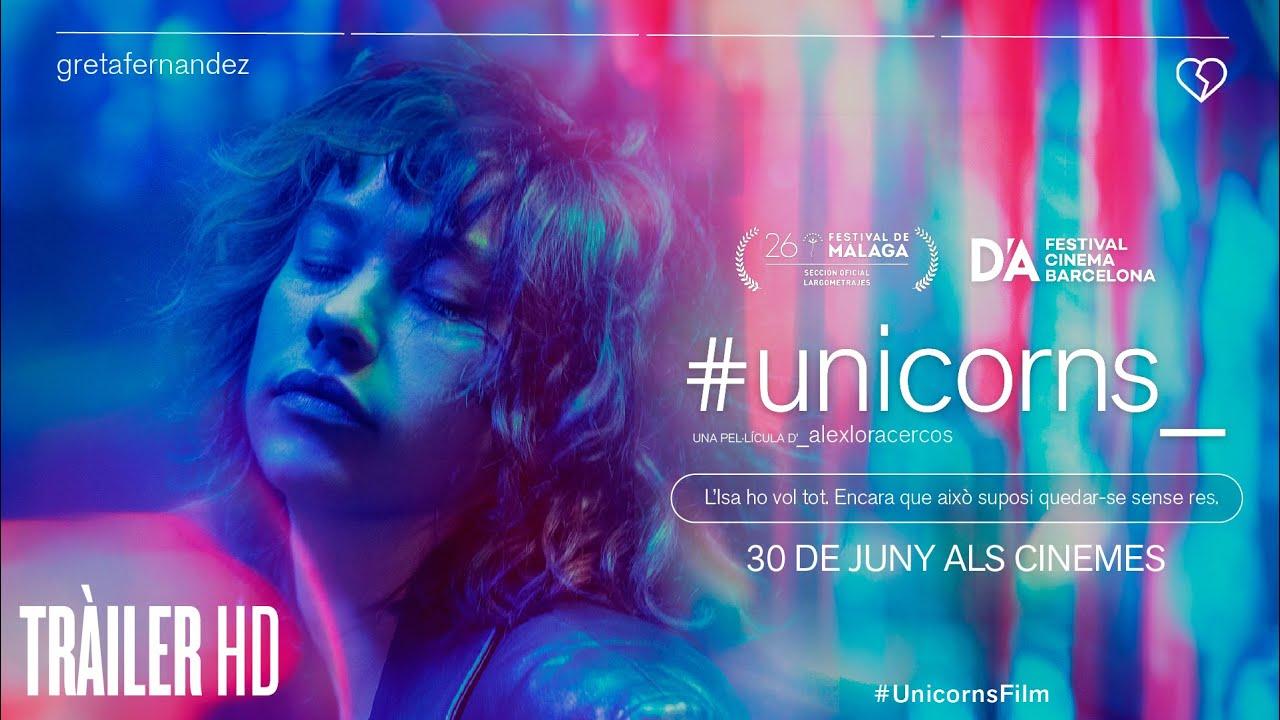 gretafernandez
26 FESTIVAL DE
MALAGA
SECCIÓN OFICIAL
LARGOMETRAJES
D'A FESTIVAL
CINEMA
BARCELONA
#unicorns_
UNA PEL·LÍCULA D'_alexloracercos
L'Isa ho vol tot. Encara que això suposi quedar-se sense res.
30 DE JUNY ALS CINEMES
TRÀILER HD
#UnicornsFilm